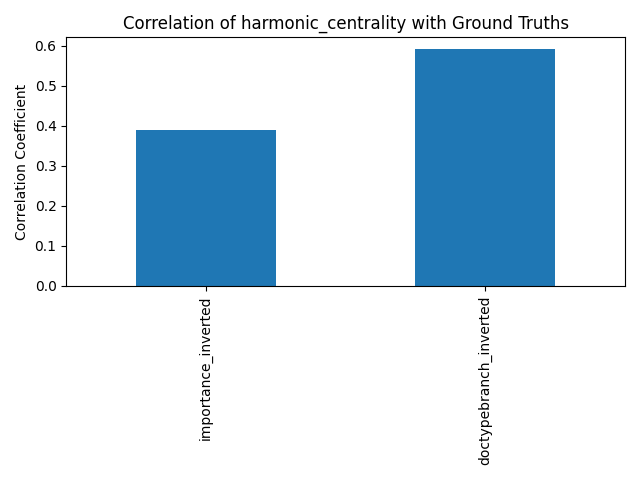 Correlation of harmonic_centrality with Ground Truths
Correlation Coefficient
0.6
0.5
0.4
0.3
0.2
0.1
0.0
importance_inverted
doctypebranch_inverted